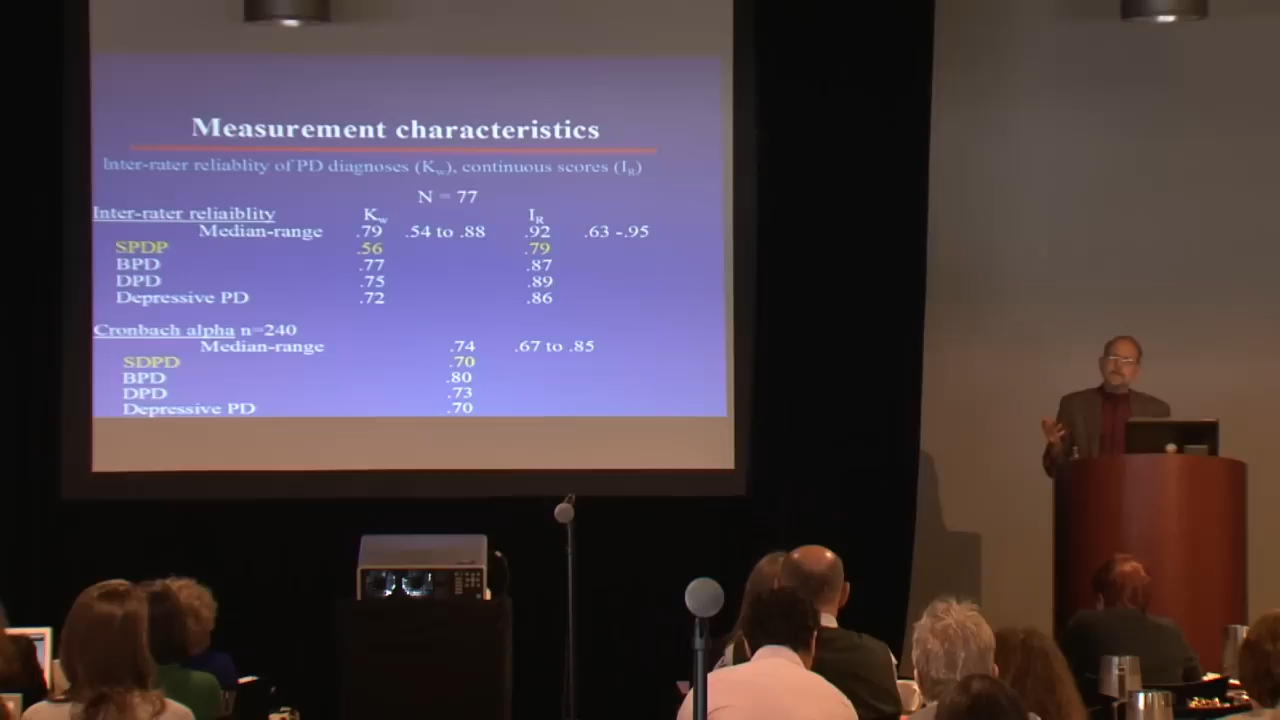 Measurement characteristics
Inter-rater reliablity of PD diagnoses (Kw), continuous scores (IR)
N = 77
Inter-rater reliaiblity Kw IR
Median-range .79 .54 to .88 .92 .63 -.95
SPDP .56 .79
BPD .77 .87
DPD .75 .89
Depressive PD .72 .86
Cronbach alpha n=240
Median-range .74 .67 to .85
SDPD .70
BPD .80
DPD .73
Depressive PD .70